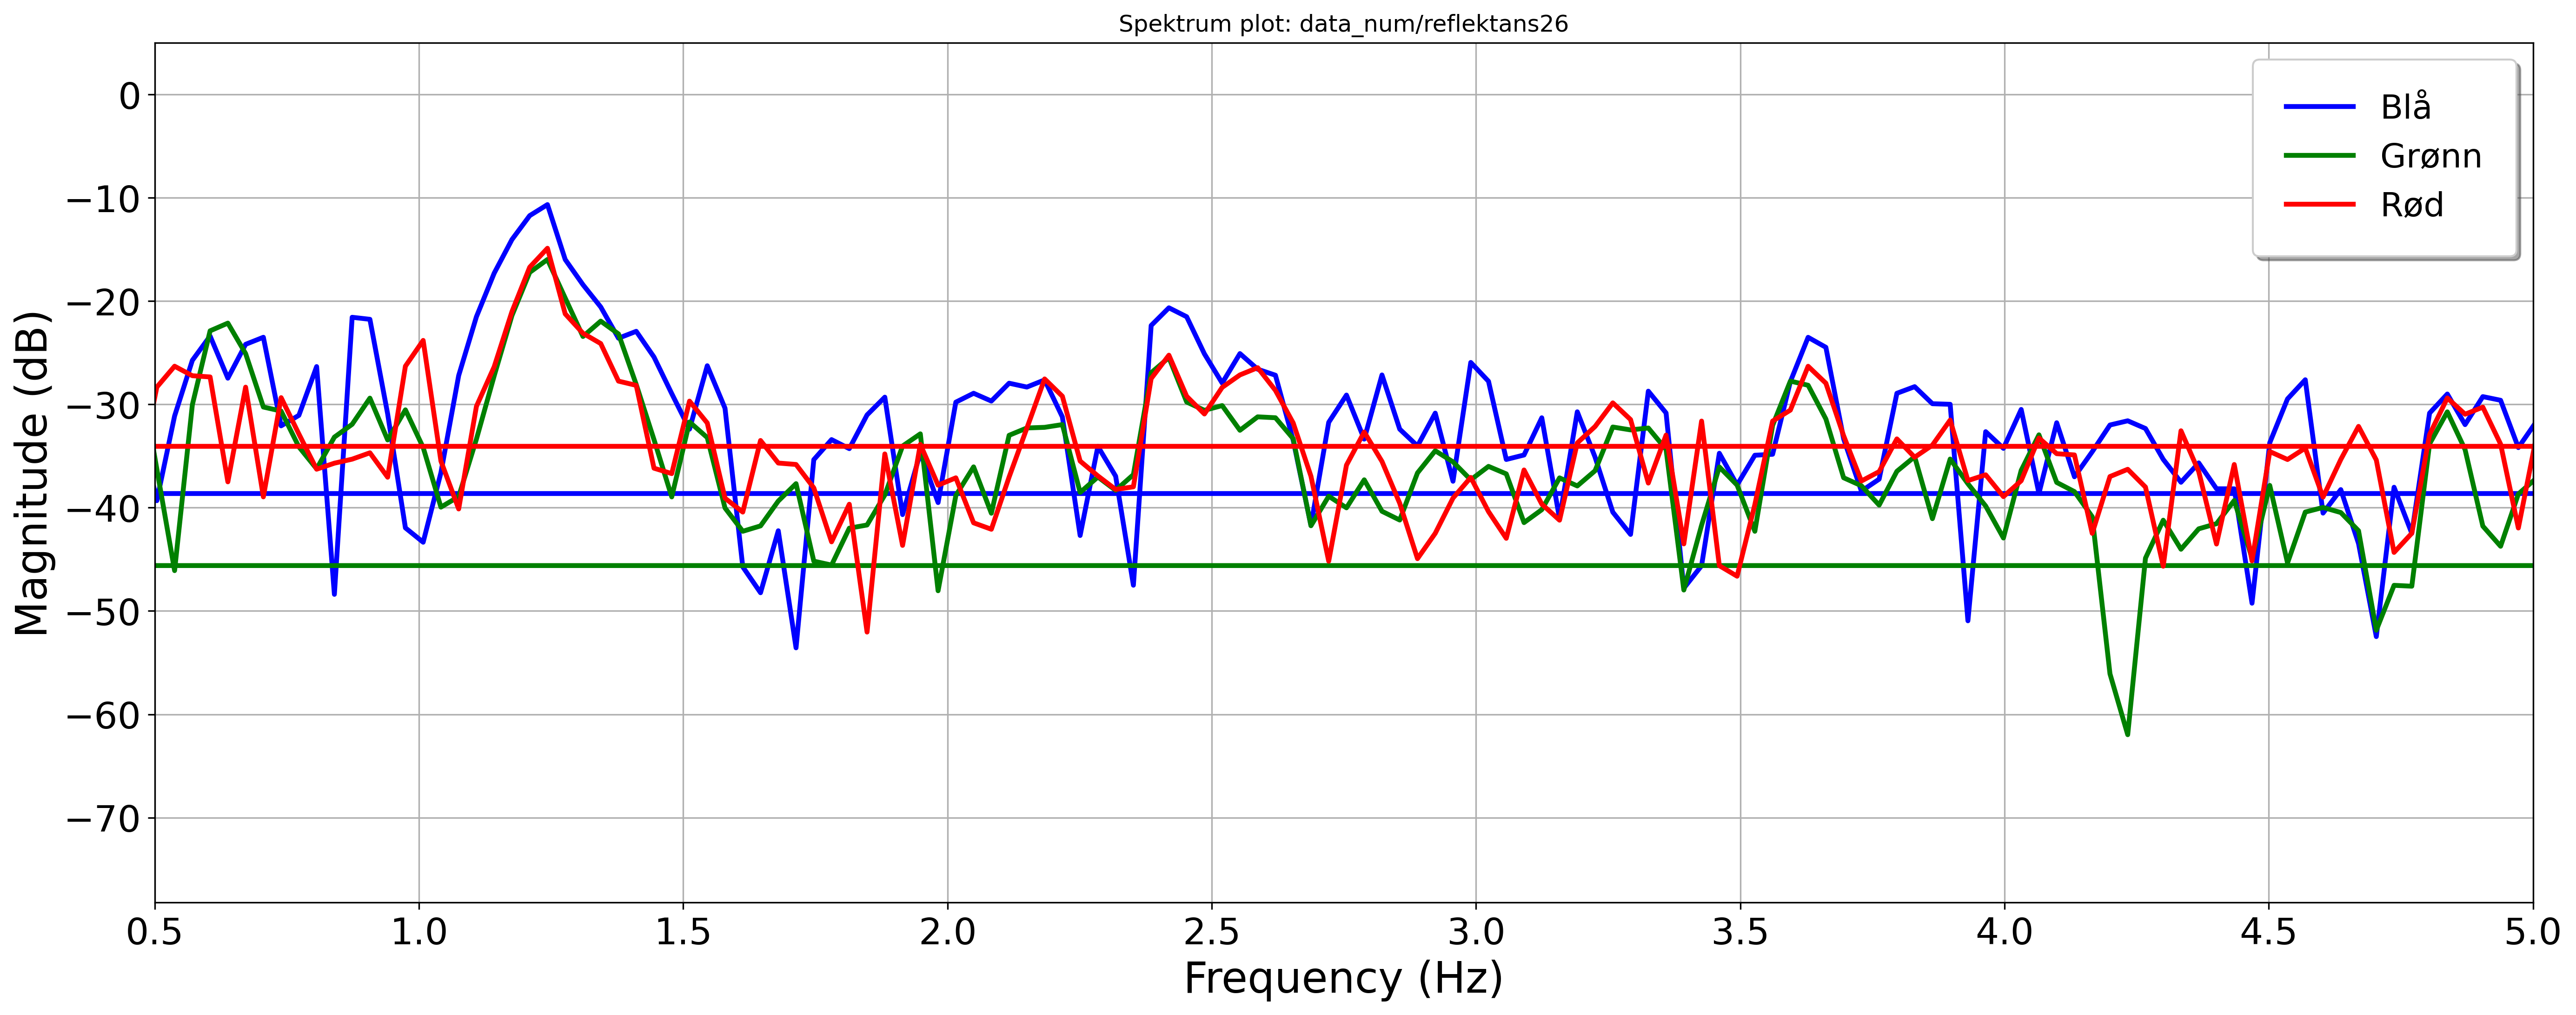 Spektrum plot: data_num/reflektans26
Magnitude (dB)
0
−10
−20
−30
−40
−50
−60
−70
Blå
Grønn
Rød
0.5 1.0 1.5 2.0 2.5 3.0 3.5 4.0 4.5 5.0
Frequency (Hz)